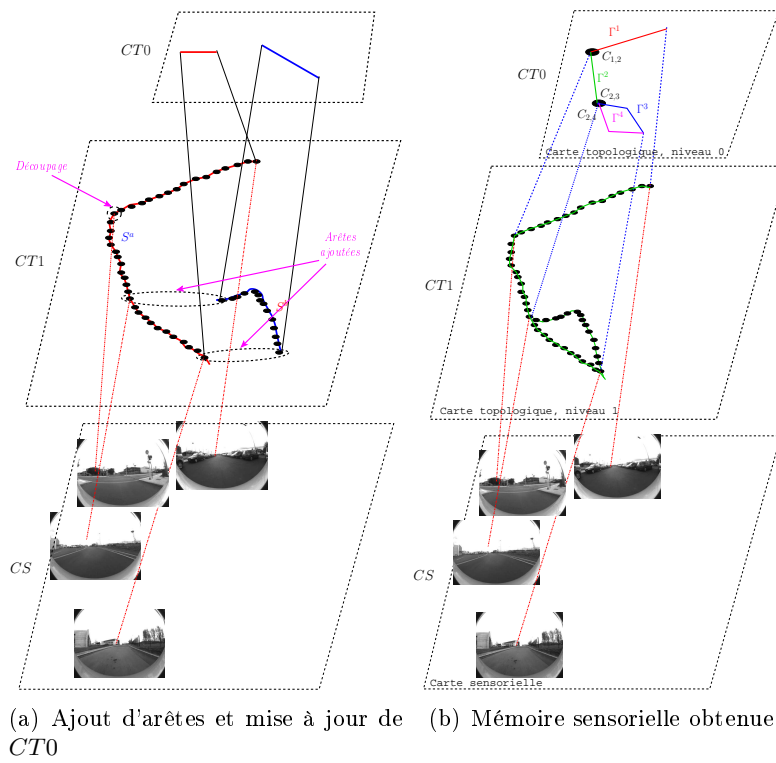 CT0
Découpage
S^a
Arêtes
ajoutées
CT1
CS
(a) Ajout d'arêtes et mise à jour de
CT0
Γ^1
C_{1,2}
CT0
Γ^2
C_{2,3}
Γ^3
C_{2,4}
Γ^4
Carte topologique, niveau 0
CT1
Carte topologique, niveau 1
CS
Carte sensorielle
(b) Mémoire sensorielle obtenue